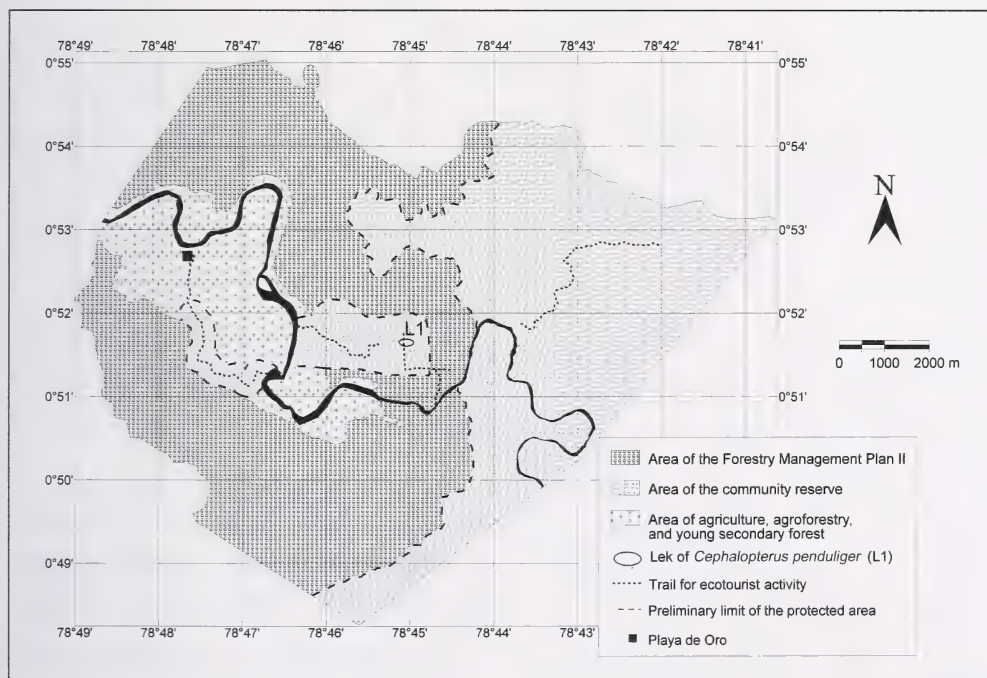 78°49' 78°48' 78°47' 78°46' 78°45' 78°44' 78°43' 78°42' 78°41'
0°55' 0°55'
0°54' 0°54'
N
0°53' 0°53'
0°52' 0°52'
L1
0 1000 2000 m
0°51' 0°51'
Area of the Forestry Management Plan II
0°50'
Area of the community reserve
Area of agriculture, agroforestry,
and young secondary forest
0°49'
Lek of Cephalopterus penduliger (L1)
Trail for ecotourist activity
Preliminary limit of the protected area
78°49' 78°48' 78°47' 78°46' 78°45' 78°44' 78°43'
Playa de Oro